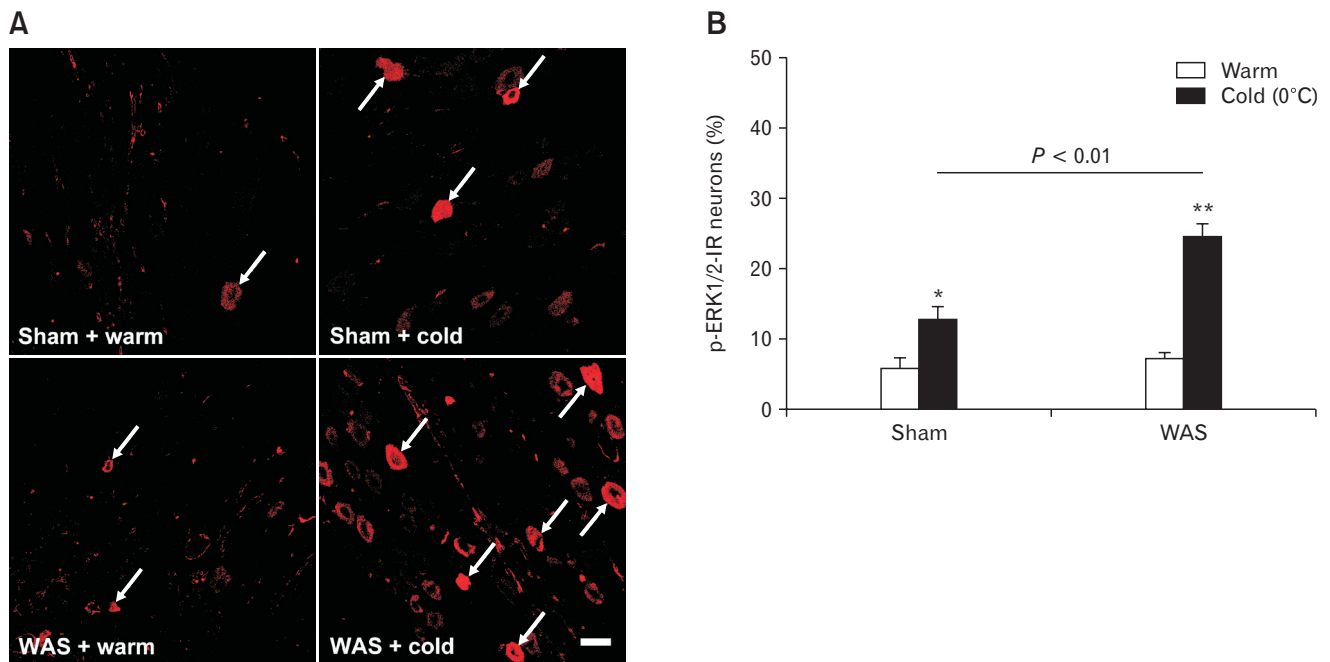 A
Sham + warm
Sham + cold
WAS + warm
WAS + cold
B
50
40
30
20
10
0
p-ERK1/2-IR neurons (%)
Warm
Cold (0°C)
P < 0.01
*
**
Sham
WAS